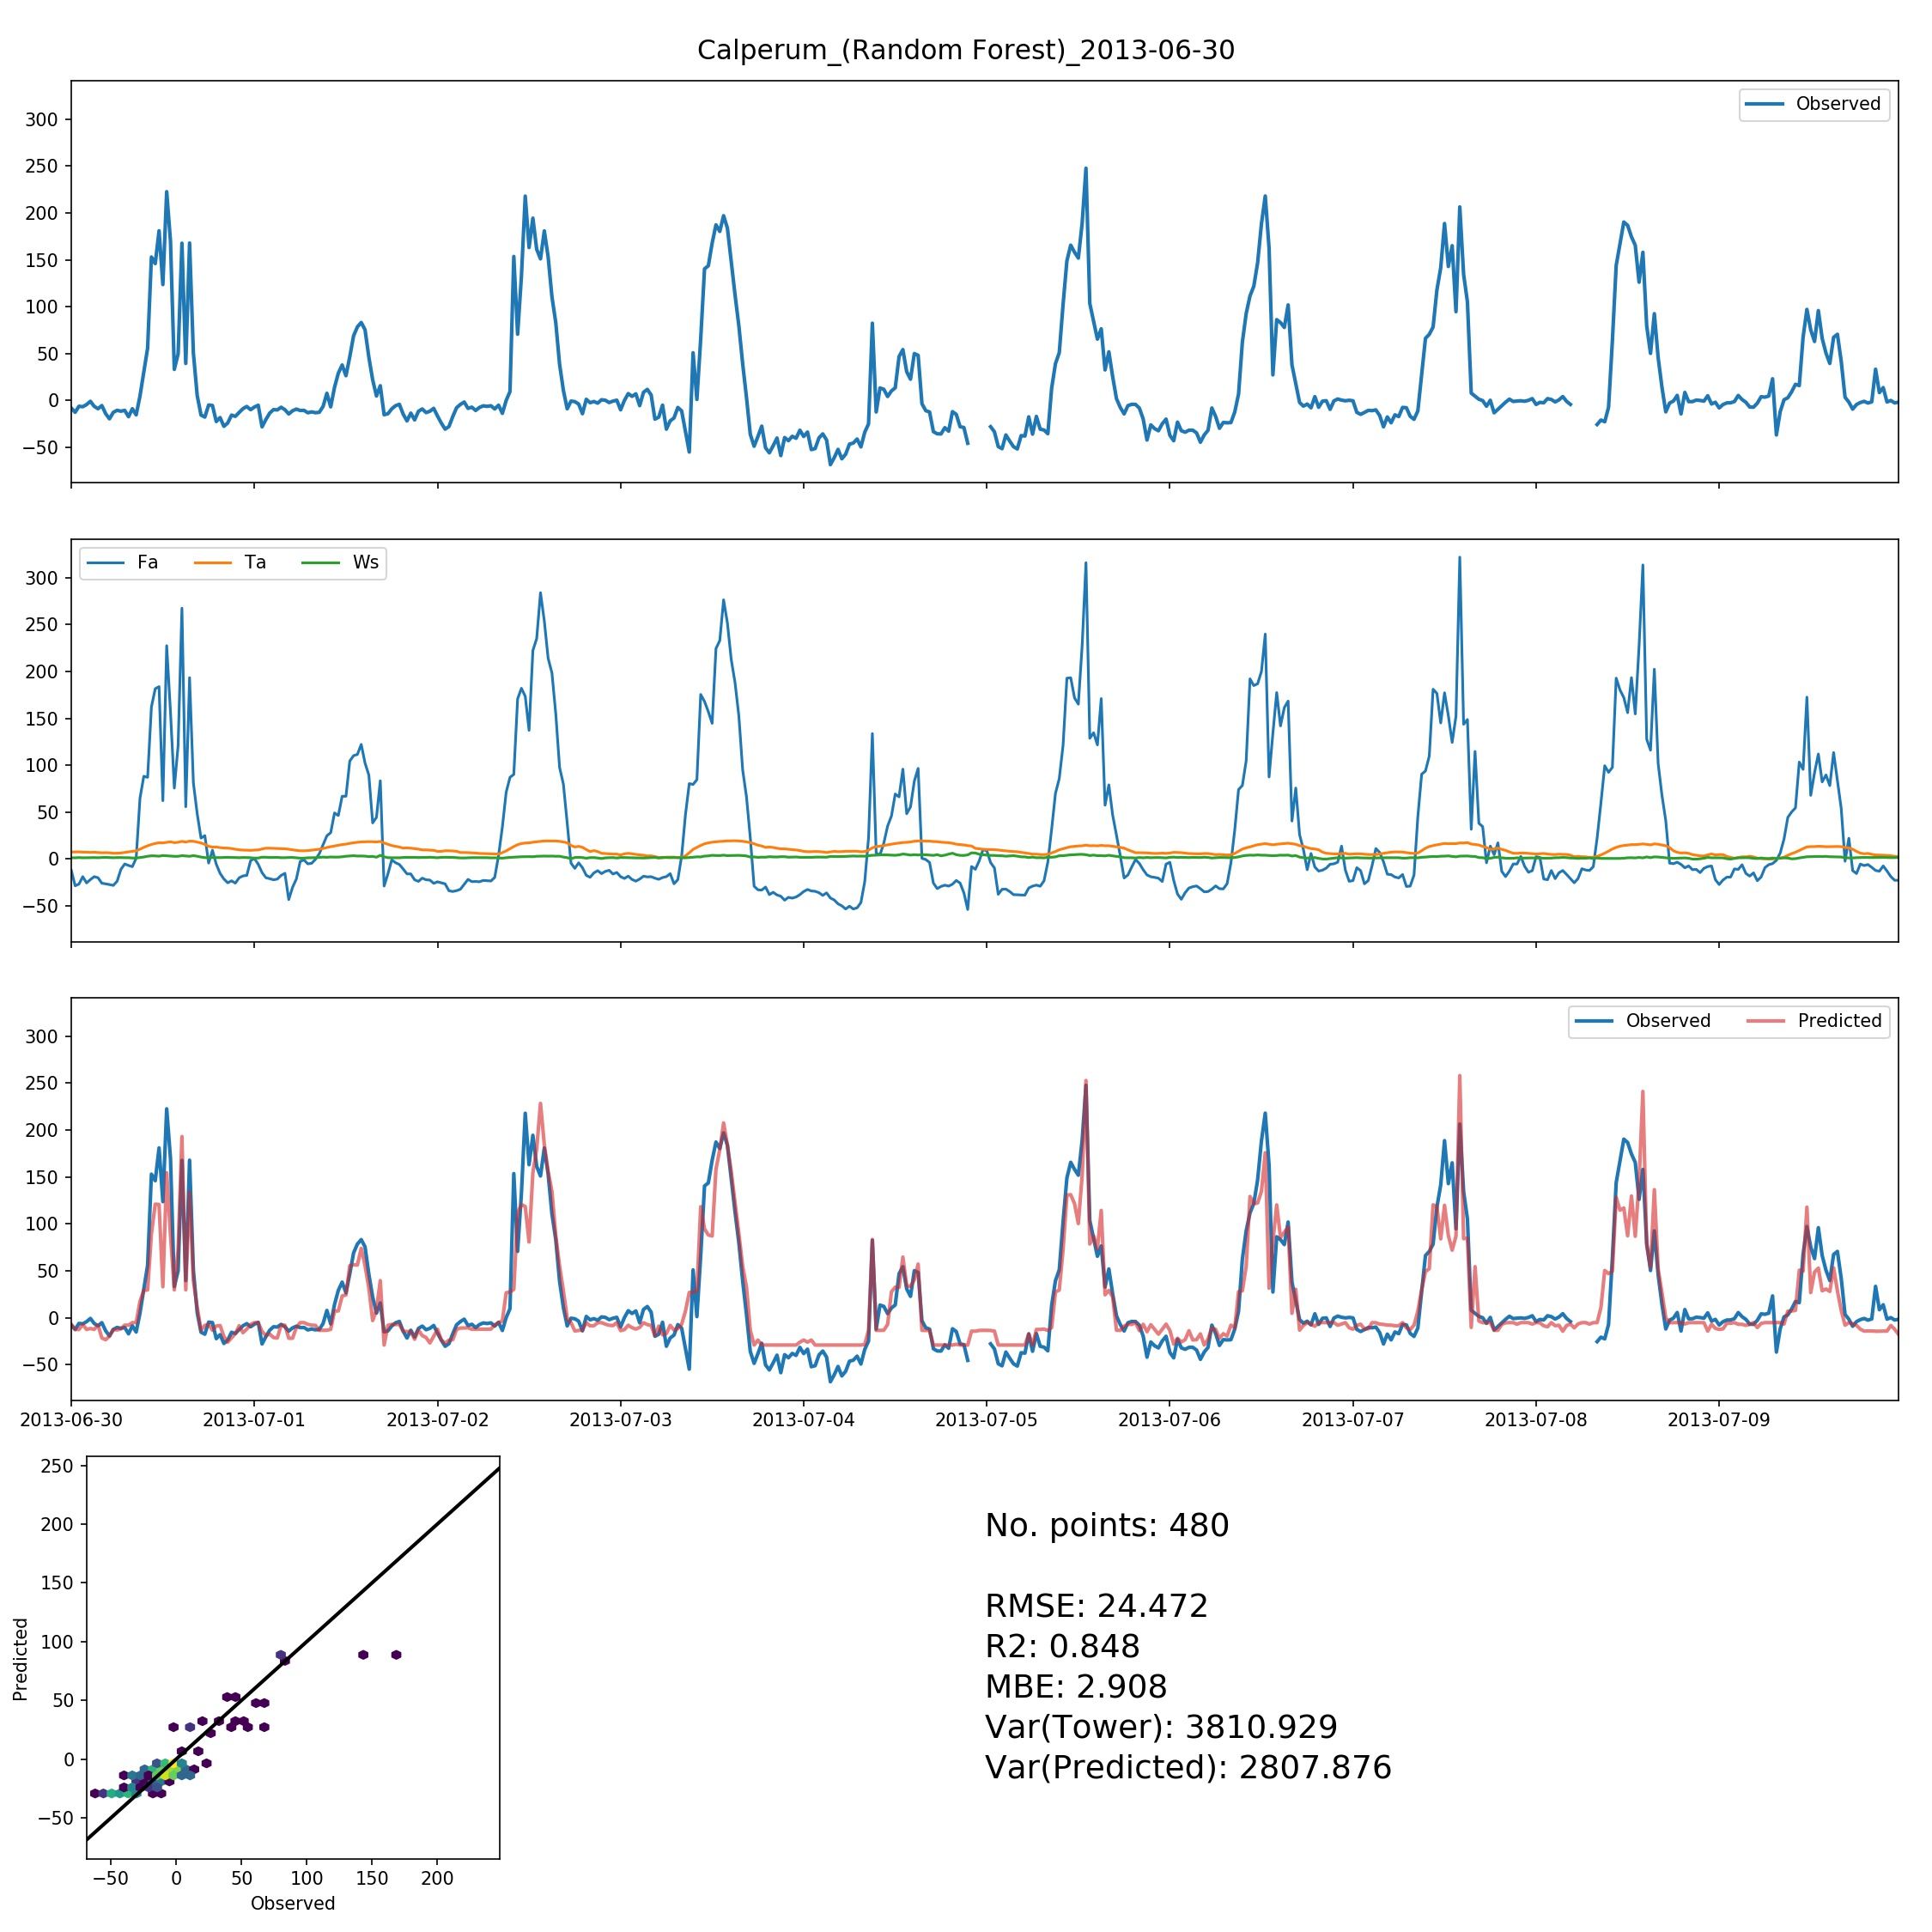 Calperum_(Random Forest)_2013-06-30
Observed
300
250
200
150
100
50
0
−50
Fa Ta Ws
300
250
200
150
100
50
0
−50
Observed Predicted
300
250
200
150
100
50
0
−50
2013-06-30 2013-07-01 2013-07-02 2013-07-03 2013-07-04 2013-07-05 2013-07-06 2013-07-07 2013-07-08 2013-07-09
250
200
150
100
50
0
−50
Predicted
−50 0 50 100 150 200
Observed
No. points: 480
RMSE: 24.472
R2: 0.848
MBE: 2.908
Var(Tower): 3810.929
Var(Predicted): 2807.876